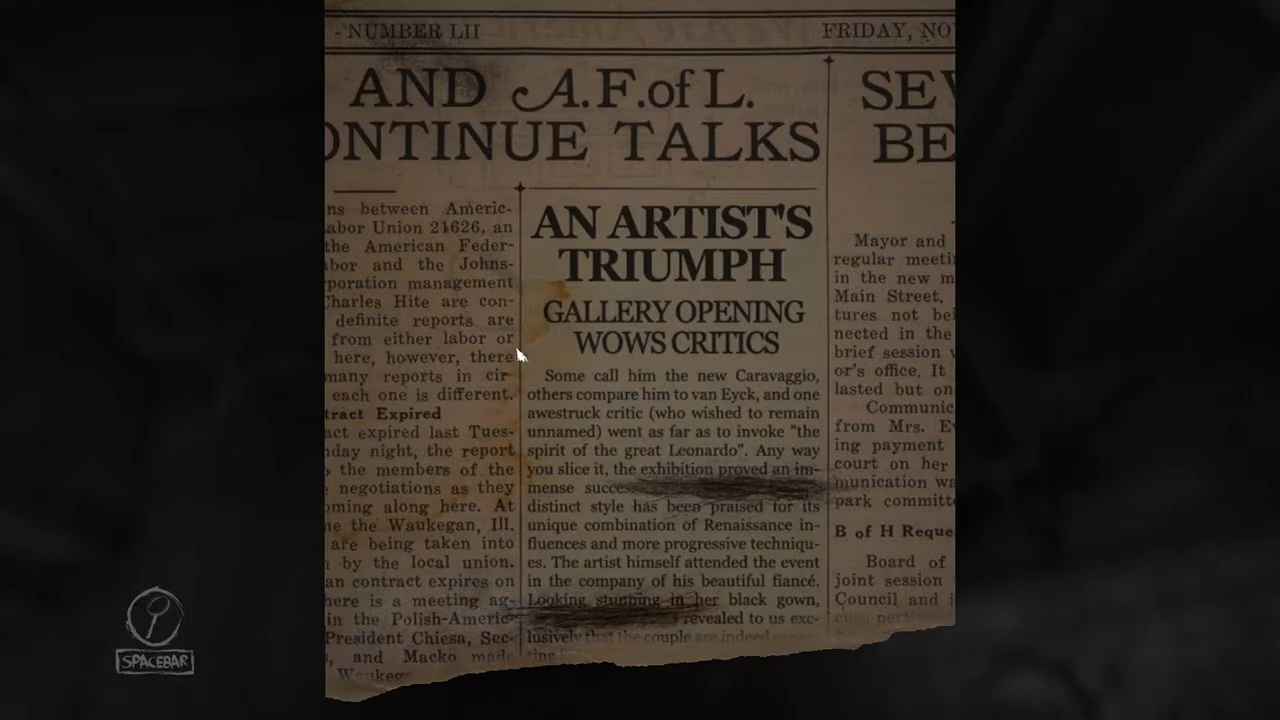 - NUMBER LII
FRIDAY, NO
AND A.F.of L.
ONTINUE TALKS
SEV
BE
ns between Americ-
abor Union 21626, an
the American Feder-
bor and the Johns-
poration management
Charles Hite are con-
definite reports are
from either labor or
here, however, there
many reports in cir-
each one is different.
tract Expired
act expired last Tues-
day night, the report
the members of the
negotiations as they
oming along here. At
e the Waukegan, Ill.
are being taken into
by the local union.
an contract expires on
here is a meeting ag-
in the Polish-Americ-
President Chiesa, Sec-
, and Macko made
Waukeg
AN ARTIST'S
TRIUMPH
GALLERY OPENING
WOWS CRITICS
Some call him the new Caravaggio,
others compare him to van Eyck, and one
awestruck critic (who wished to remain
unnamed) went as far as to invoke "the
spirit of the great Leonardo". Any way
you slice it, the exhibition proved an im-
mense succes
distinct style has been praised for its
unique combination of Renaissance in-
fluences and more progressive techniqu-
es. The artist himself attended the event
in the company of his beautiful fiancé.
Looking stunning in her black gown,
revealed to us exc-
lusively that the couple are indeed expec-
ting
Mayor and
regular meeti
in the new m
Main Street,
tures not bei
nected in the
brief session
or's office. It
lasted but on
Communic
from Mrs. E
ing payment
court on her
munication wa
park committe
B of H Reque
Board of
joint session
Council and i
SPACEBAR